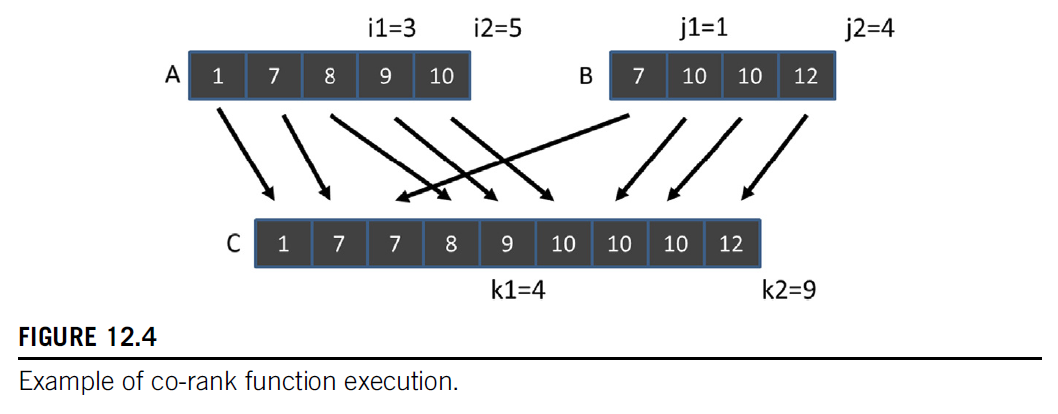 i1=3 i2=5 j1=1 j2=4
A 1 7 8 9 10 B 7 10 10 12
C 1 7 7 8 9 10 10 10 12
k1=4 k2=9
FIGURE 12.4
Example of co-rank function execution.